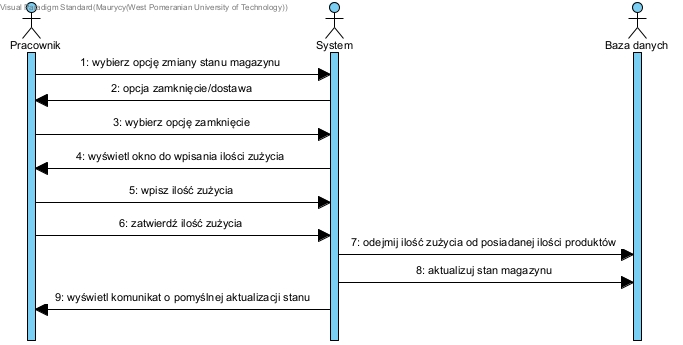 Visual Paradigm Standard(Maurycy(West Pomeranian University of Technology))
Pracownik
System
Baza danych
1: wybierz opcję zmiany stanu magazynu
2: opcja zamknięcie/dostawa
3: wybierz opcję zamknięcie
4: wyświetl okno do wpisania ilości zużycia
5: wpisz ilość zużycia
6: zatwierdź ilość zużycia
7: odejmij ilość zużycia od posiadanej ilości produktów
8: aktualizuj stan magazynu
9: wyświetl komunikat o pomyślnej aktualizacji stanu